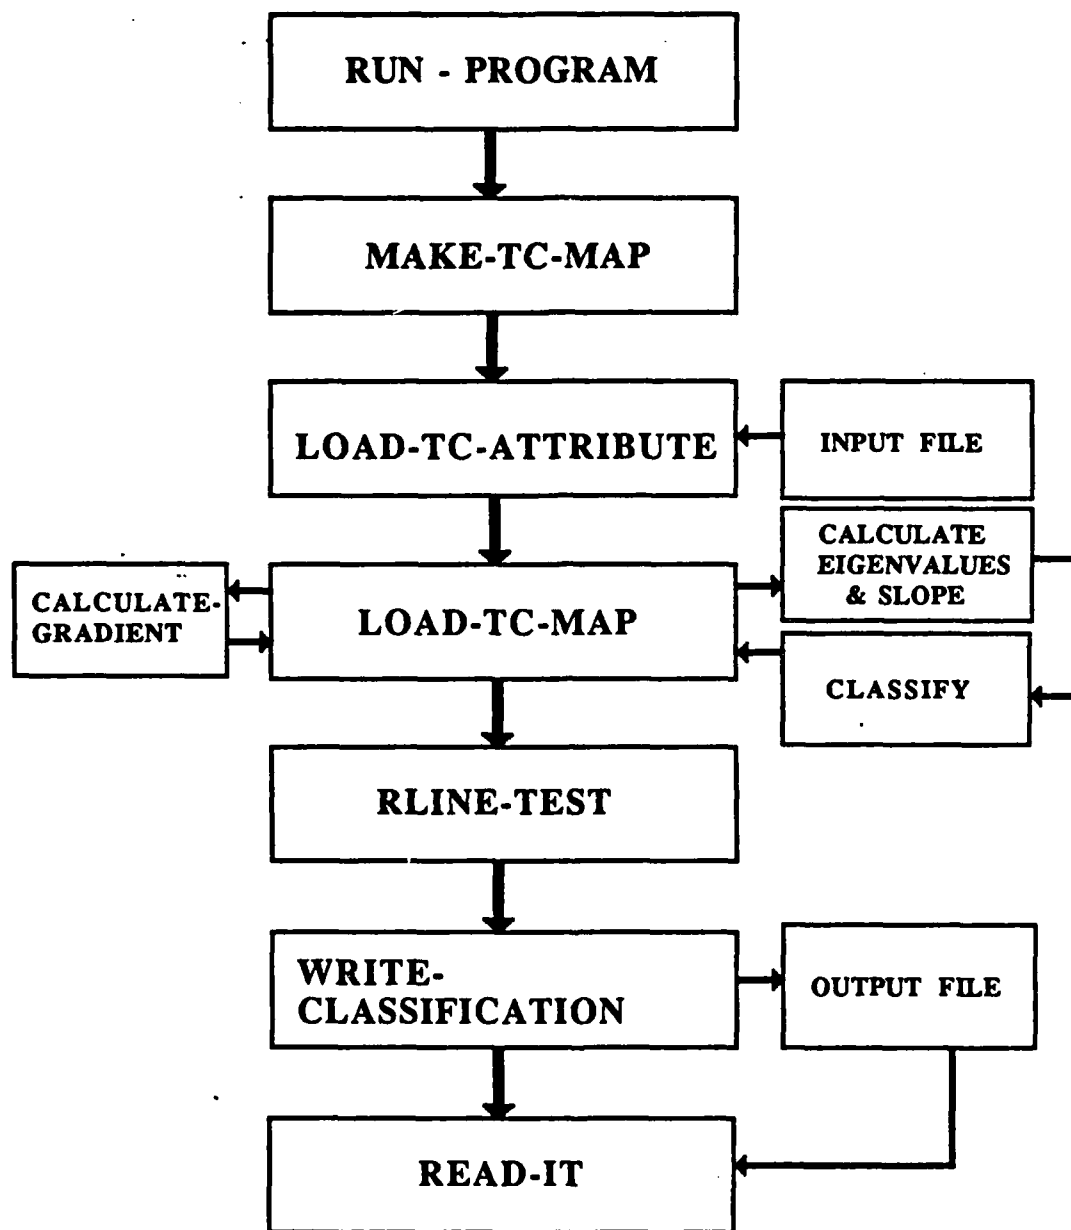 RUN - PROGRAM
MAKE-TC-MAP
LOAD-TC-ATTRIBUTE
INPUT FILE
CALCULATE
EIGENVALUES
& SLOPE
CALCULATE-
GRADIENT
LOAD-TC-MAP
CLASSIFY
RLINE-TEST
WRITE-
CLASSIFICATION
OUTPUT FILE
READ-IT